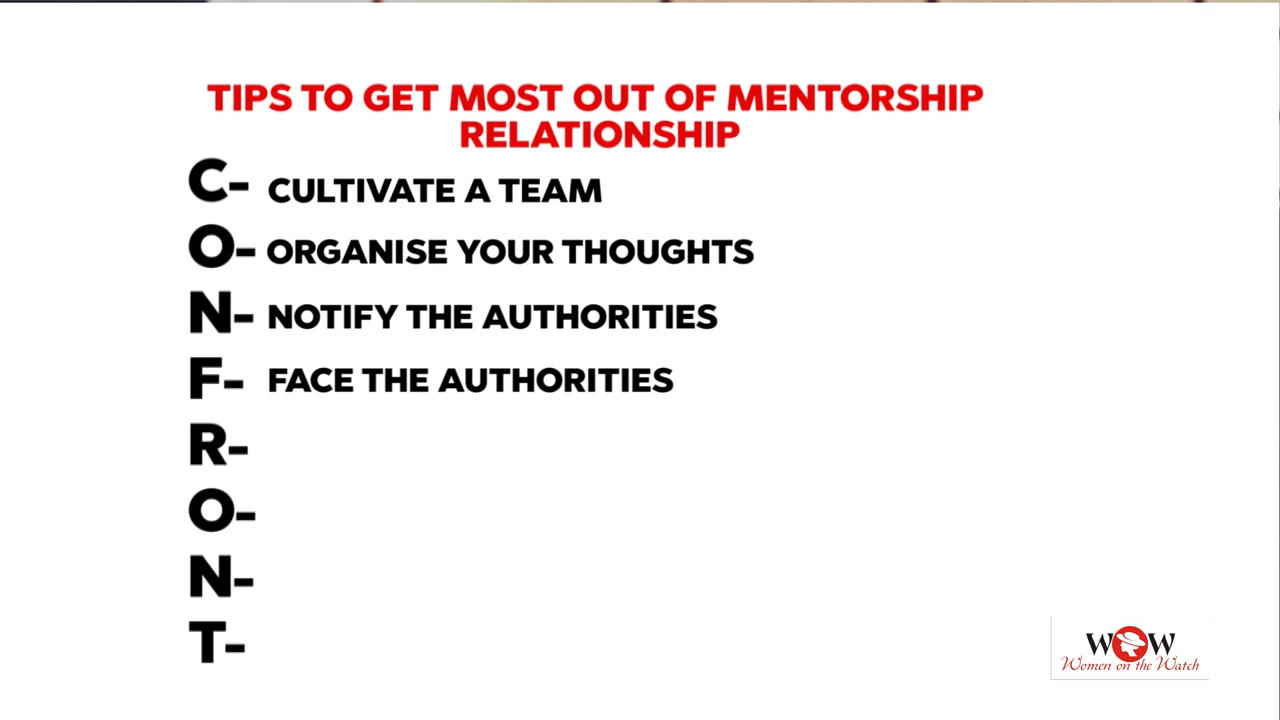 TIPS TO GET MOST OUT OF MENTORSHIP
RELATIONSHIP
C- CULTIVATE A TEAM
O- ORGANISE YOUR THOUGHTS
N- NOTIFY THE AUTHORITIES
F- FACE THE AUTHORITIES
R-
O-
N-
T-
WOW
Women on the Watch